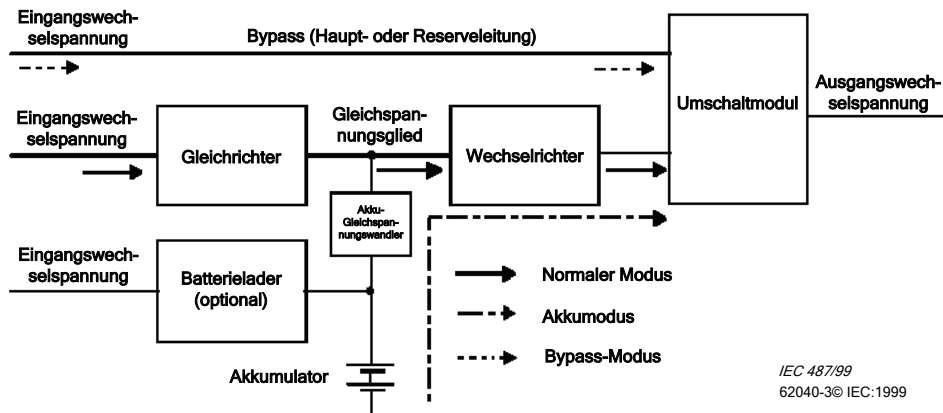 Eingangswech-
selspannung
Bypass (Haupt- oder Reserveleitung)
Umschaltmodul
Ausgangswech-
selspannung
Eingangswech-
selspannung
Gleichrichter
Gleichspan-
nungsglied
Wechselrichter
Akku-
Gleichspan-
nungswandler
Eingangswech-
selspannung
Batterielader
(optional)
Akkumulator
Normaler Modus
Akkumodus
Bypass-Modus
IEC 487/99
62040-3© IEC:1999